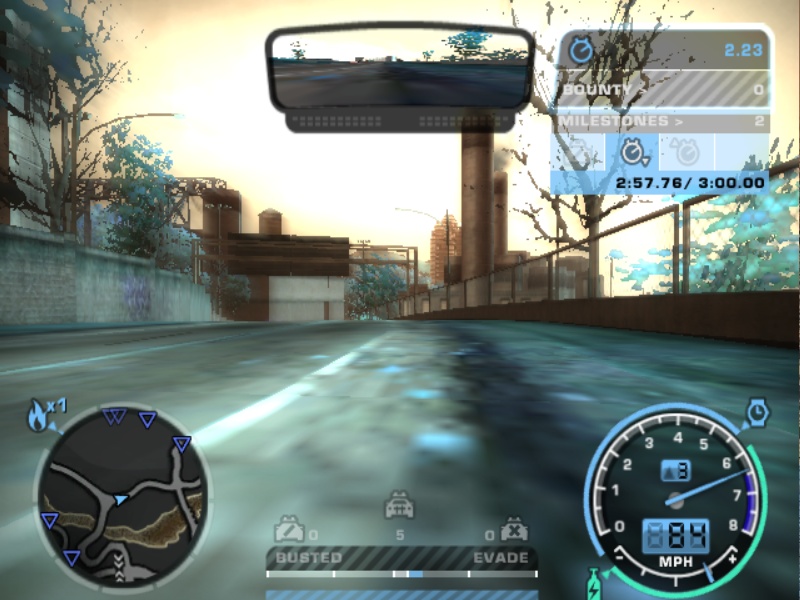 2.23
BOUNTY > 0
MILESTONES > 2
2:57.76/ 3:00.00
x1
0 5 0
BUSTED EVADE
0 1 2 3 4 5 6 7 8
3
84
MPH
- +